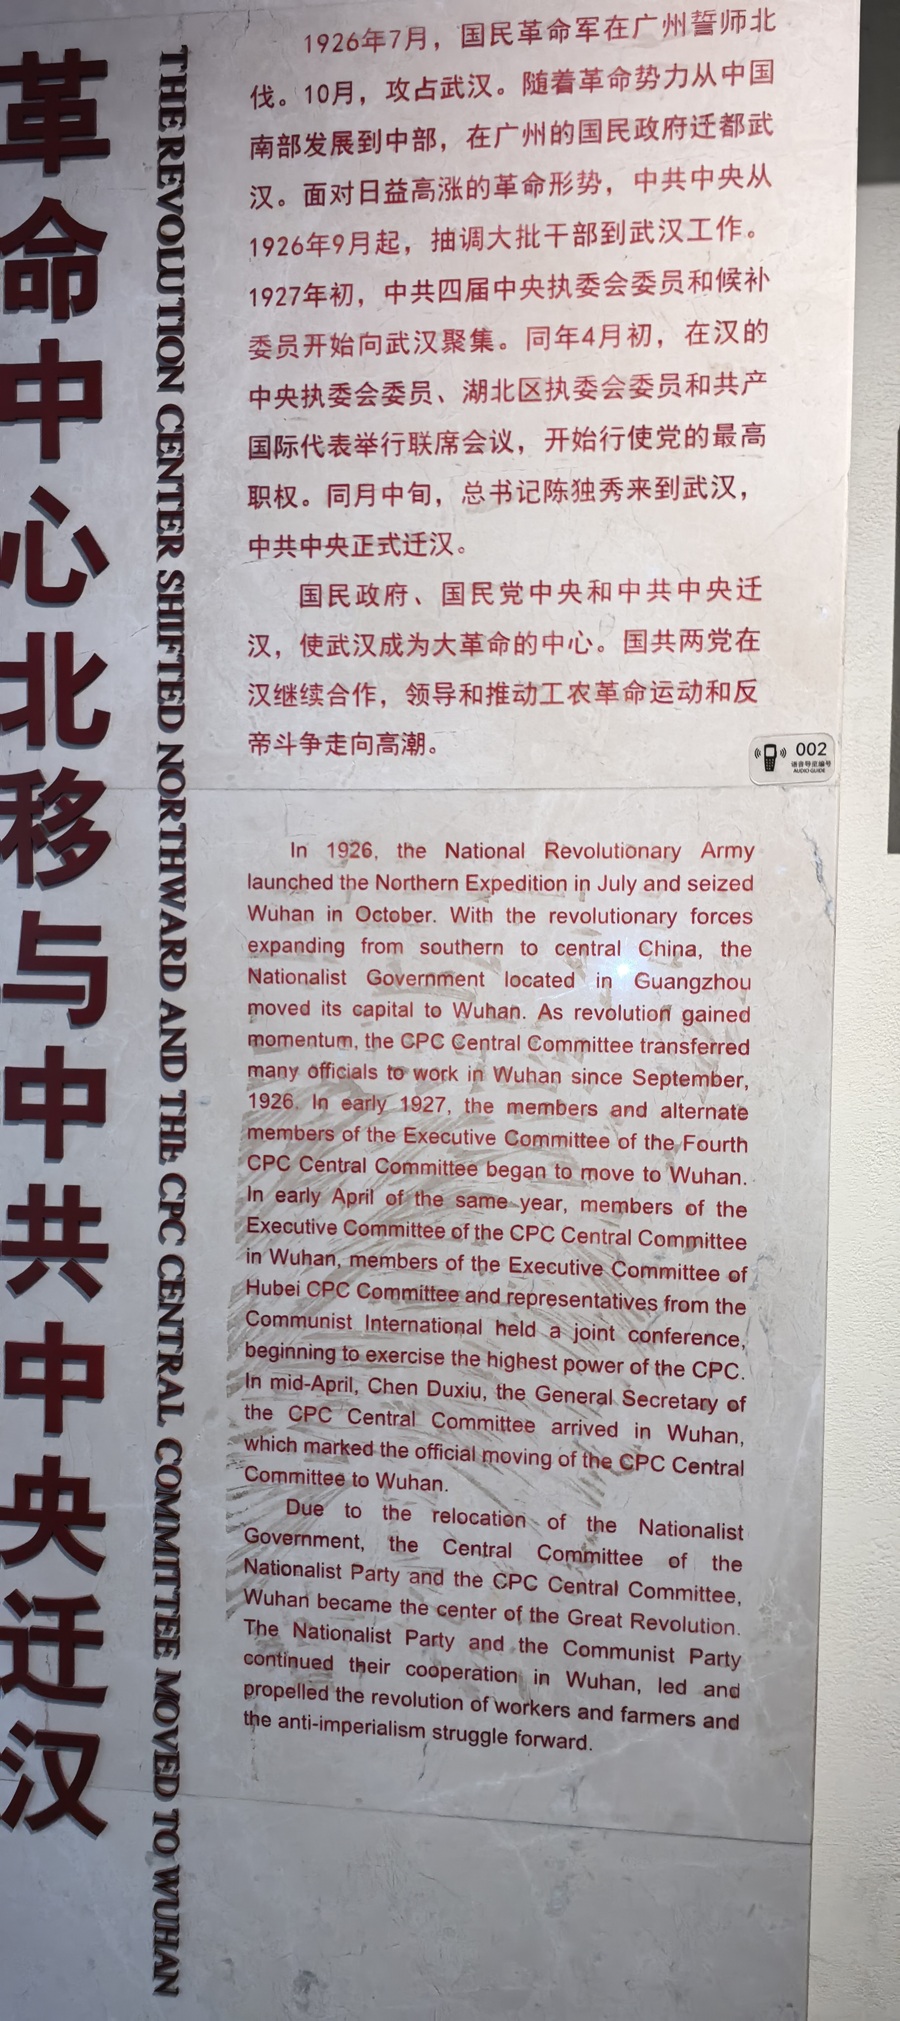 革命中心北移与中共中央迁汉
THE REVOLUTION CENTER SHIFTED NORTHWARD AND THE CPC CENTRAL COMMITTEE MOVED TO WUHAN
1926年7月，国民革命军在广州誓师北
伐。10月，攻占武汉。随着革命势力从中国
南部发展到中部，在广州的国民政府迁都武
汉。面对日益高涨的革命形势，中共中央从
1926年9月起，抽调大批干部到武汉工作。
1927年初，中共四届中央执委会委员和候补
委员开始向武汉聚集。同年4月初，在汉的
中央执委会委员、湖北区执委会委员和共产
国际代表举行联席会议，开始行使党的最高
职权。同月中旬，总书记陈独秀来到武汉，
中共中央正式迁汉。
国民政府、国民党中央和中共中央迁
汉，使武汉成为大革命的中心。国共两党在
汉继续合作，领导和推动工农革命运动和反
帝斗争走向高潮。
002
语音导览编号
AUDIO GUIDE
In 1926, the National Revolutionary Army
launched the Northern Expedition in July and seized
Wuhan in October. With the revolutionary forces
expanding from southern to central China, the
Nationalist Government located in Guangzhou
moved its capital to Wuhan. As revolution gained
momentum, the CPC Central Committee transferred
many officials to work in Wuhan since September,
1926. In early 1927, the members and alternate
members of the Executive Committee of the Fourth
CPC Central Committee began to move to Wuhan.
In early April of the same year, members of the
Executive Committee of the CPC Central Committee
in Wuhan, members of the Executive Committee of
Hubei CPC Committee and representatives from the
Communist International held a joint conference,
beginning to exercise the highest power of the CPC.
In mid-April, Chen Duxiu, the General Secretary of
the CPC Central Committee arrived in Wuhan,
which marked the official moving of the CPC Central
Committee to Wuhan.
Due to the relocation of the Nationalist
Government, the Central Committee of the
Nationalist Party and the CPC Central Committee,
Wuhan became the center of the Great Revolution.
The Nationalist Party and the Communist Party
continued their cooperation in Wuhan, led and
propelled the revolution of workers and farmers and
the anti-imperialism struggle forward.